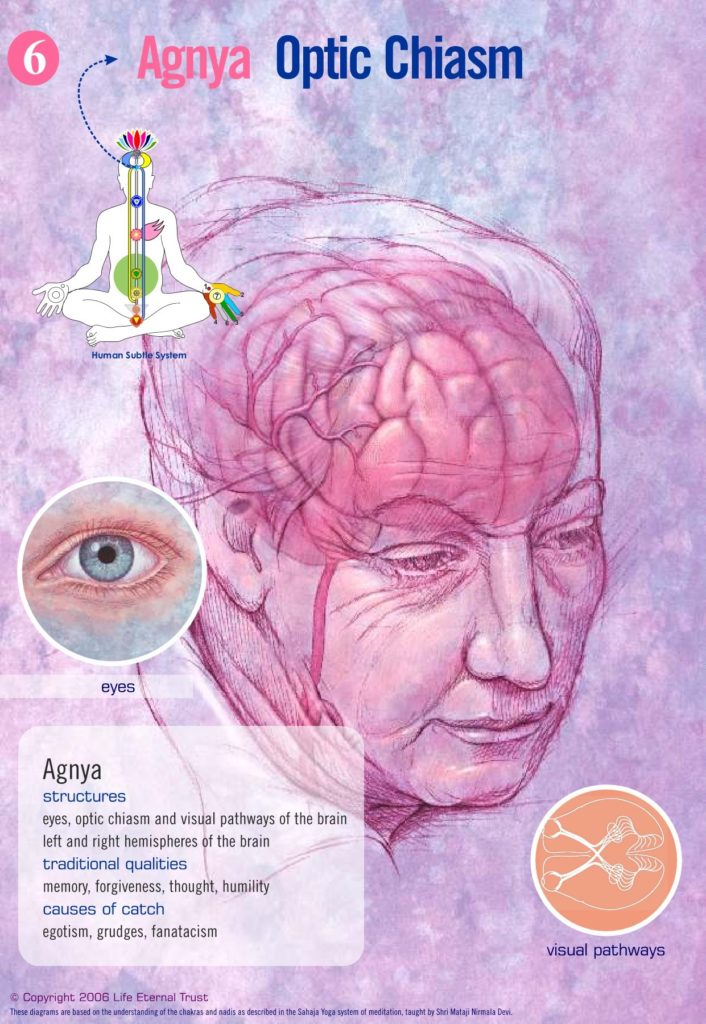 6
Agnya Optic Chiasm
Human Subtle System
7
eyes
Agnya
structures
eyes, optic chiasm and visual pathways of the brain
left and right hemispheres of the brain
traditional qualities
memory, forgiveness, thought, humility
causes of catch
egotism, grudges, fanatacism
visual pathways
© Copyright 2006 Life Eternal Trust
These diagrams are based on the understanding of the chakras and nadis as described in the Sahaja Yoga system of meditation, taught by Shri Mataji Nirmala Devi.